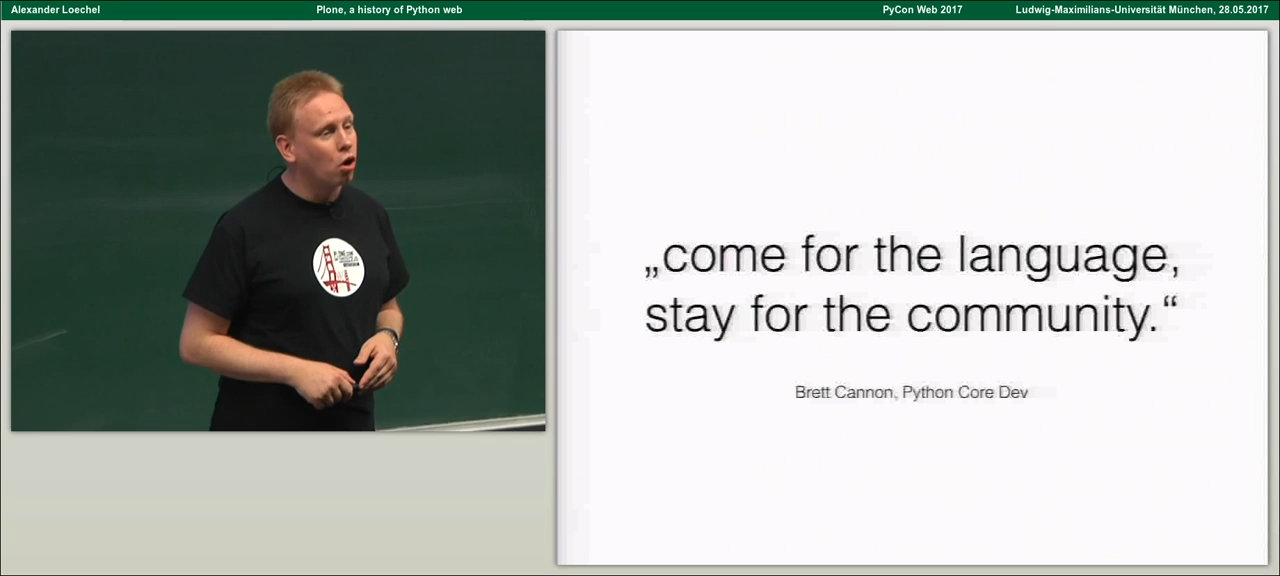 Alexander Loechel
Plone, a history of Python web
PyCon Web 2017
Ludwig-Maximilians-Universität München, 28.05.2017
„come for the language,
stay for the community.“
Brett Cannon, Python Core Dev